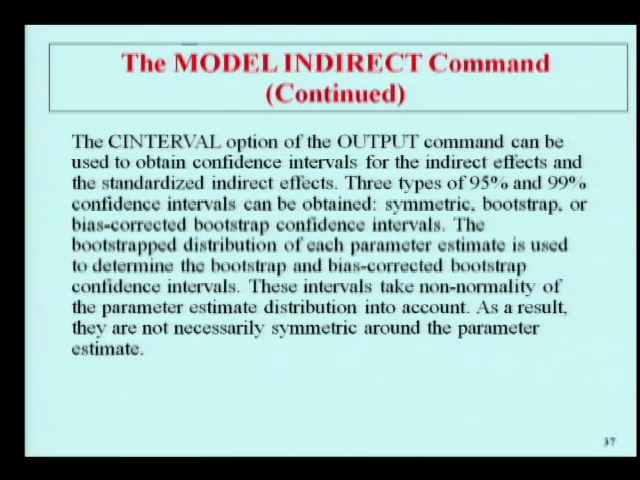 The MODEL INDIRECT Command
(Continued)
The CINTERVAL option of the OUTPUT command can be
used to obtain confidence intervals for the indirect effects and
the standardized indirect effects. Three types of 95% and 99%
confidence intervals can be obtained: symmetric, bootstrap, or
bias-corrected bootstrap confidence intervals. The
bootstrapped distribution of each parameter estimate is used
to determine the bootstrap and bias-corrected bootstrap
confidence intervals. These intervals take non-normality of
the parameter estimate distribution into account. As a result,
they are not necessarily symmetric around the parameter
estimate.
37